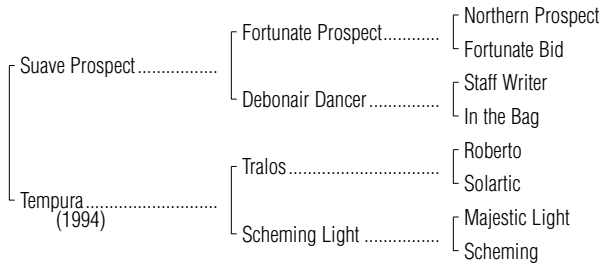 Northern Prospect
Fortunate Prospect............
Fortunate Bid
Suave Prospect.................
Staff Writer
Debonair Dancer ...............
In the Bag
Roberto
Tralos................................
Solartic
Tempura............................
(1994)
Majestic Light
Scheming Light ................
Scheming